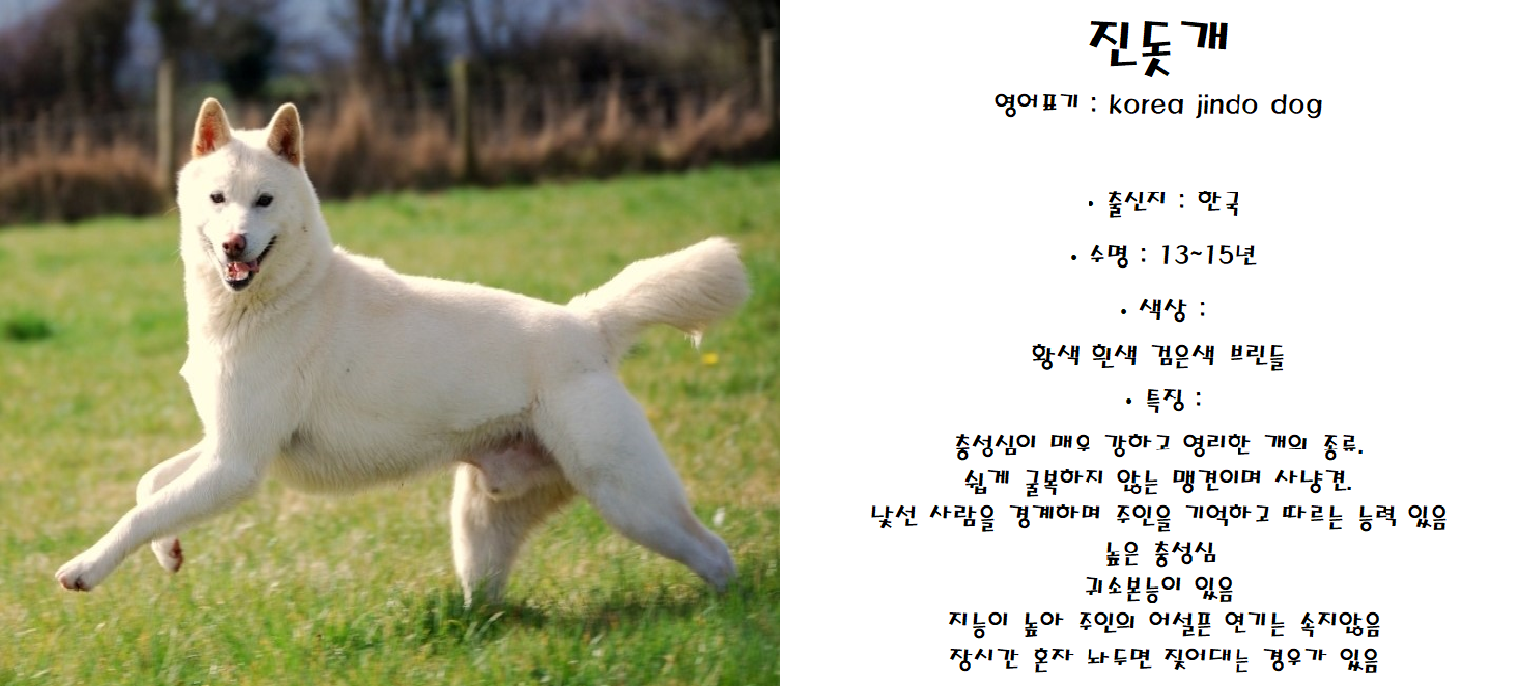 진돗개
영어표기 : korea jindo dog
• 출신지 : 한국
• 수명 : 13~15년
• 색상 :
황색 흰색 검은색 브린들
• 특징 :
충성심이 매우 강하고 영리한 개의 종류.
쉽게 굴복하지 않는 맹견이며 사냥견.
낯선 사람을 경계하며 주인을 기억하고 따르는 능력 있음
높은 충성심
귀소본능이 있음
지능이 높아 주인의 어설픈 연기는 속지않음
장시간 혼자 놔두면 짖어대는 경우가 있음